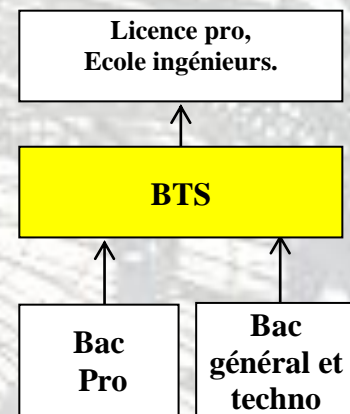 Licence pro,
Ecole ingénieurs.
BTS
Bac
Pro
Bac
général et
techno